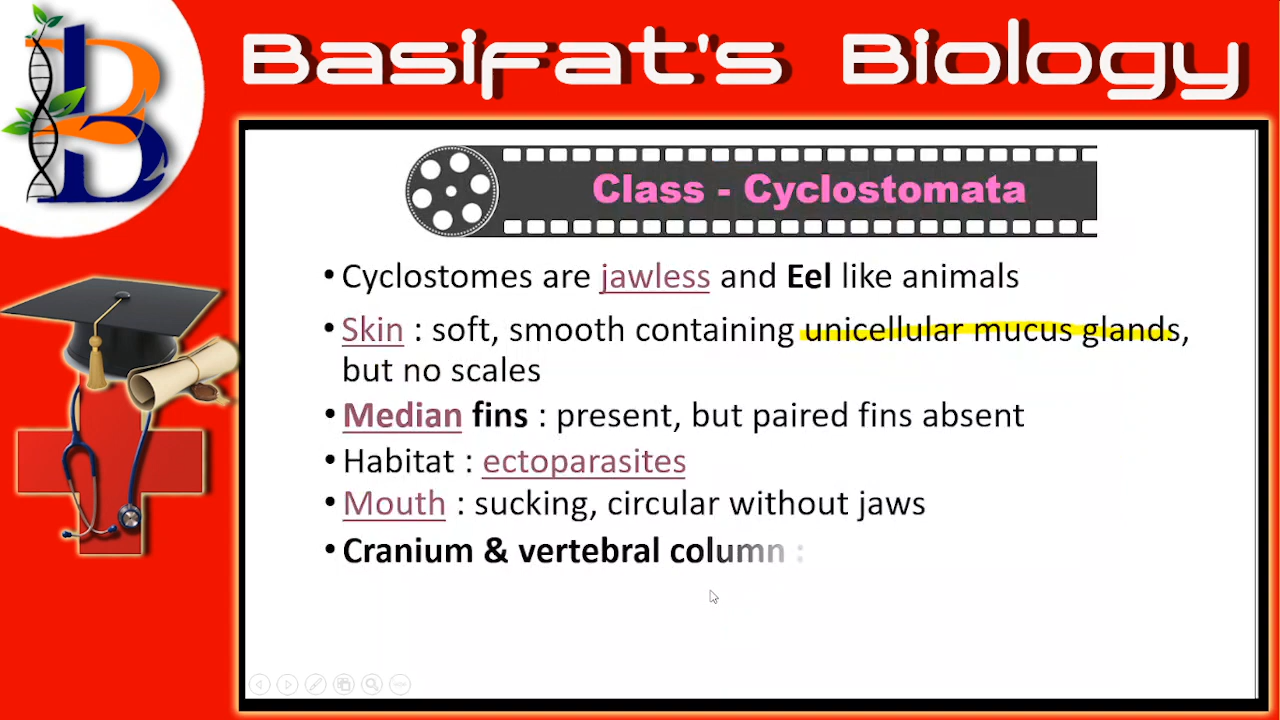 Basifat's Biology
B
Class - Cyclostomata
• Cyclostomes are jawless and Eel like animals
• Skin : soft, smooth containing unicellular mucus glands,
but no scales
• Median fins : present, but paired fins absent
• Habitat : ectoparasites
• Mouth : sucking, circular without jaws
• Cranium & vertebral column :